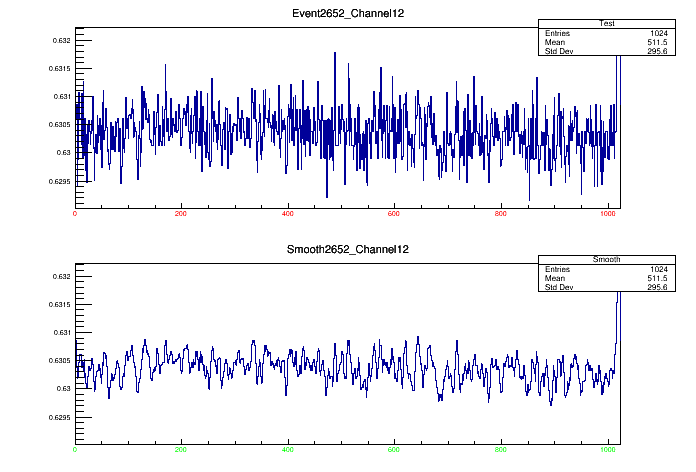 Event2652_Channel12
Test
Entries 1024
Mean 511.5
Std Dev 295.6
0.632
0.6315
0.631
0.6305
0.63
0.6295
0 200 400 600 800 1000
Smooth2652_Channel12
Smooth
Entries 1024
Mean 511.5
Std Dev 295.6
0.632
0.6315
0.631
0.6305
0.63
0.6295
0 200 400 600 800 1000